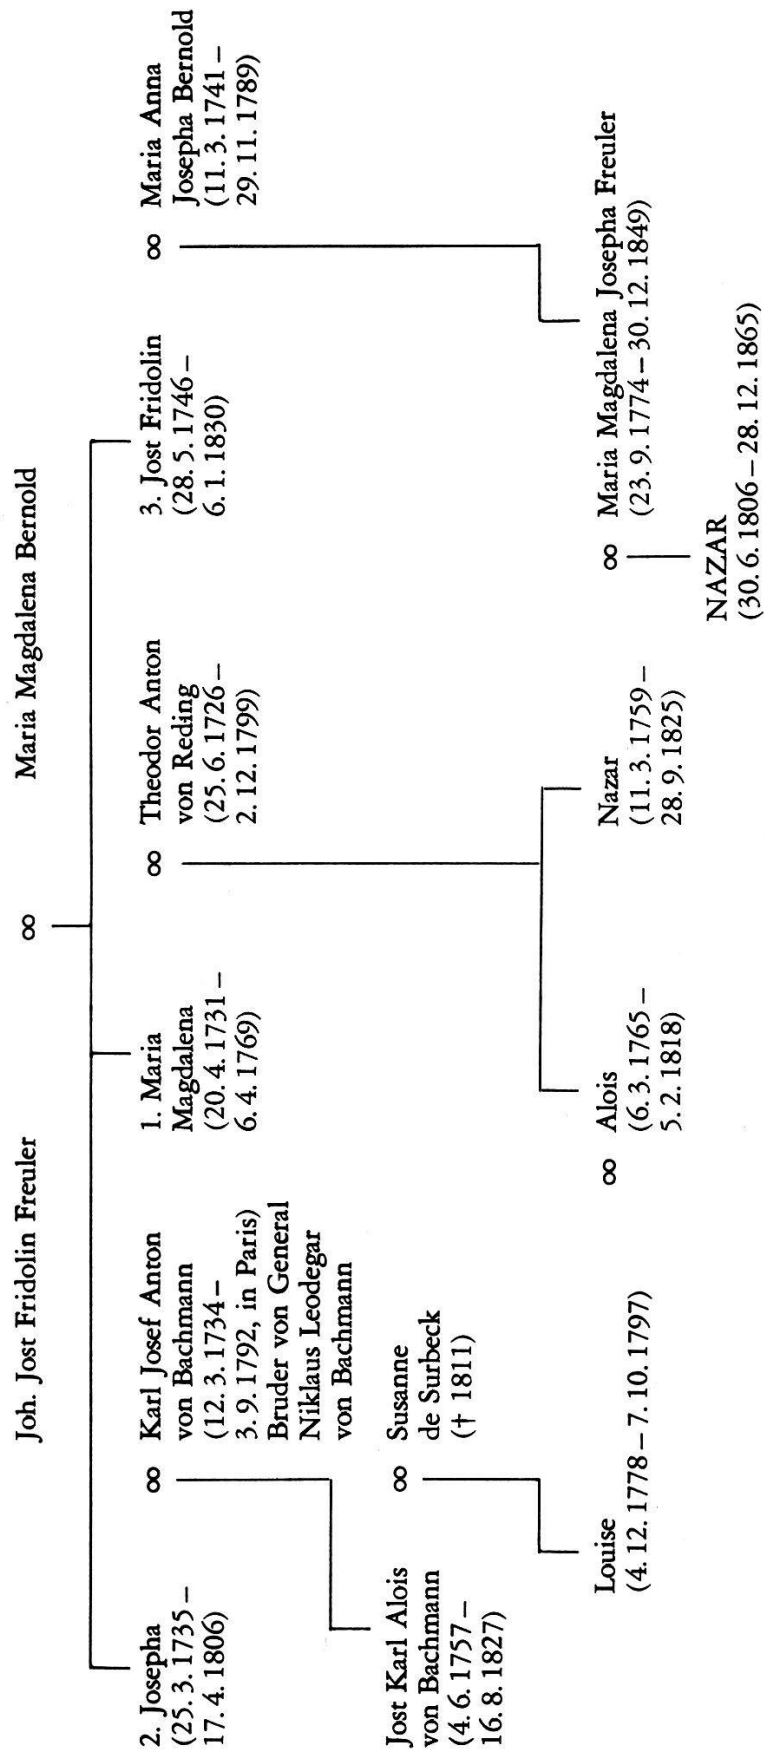 Joh. Jost Fridolin Freuler ∞ Maria Magdalena Bernold
2. Josepha
(25. 3. 1735 –
17. 4. 1806)
∞ Karl Josef Anton
von Bachmann
(12. 3. 1734 –
3. 9. 1792, in Paris)
Bruder von General
Niklaus Leodegar
von Bachmann
1. Maria
Magdalena
(20. 4. 1731 –
6. 4. 1769)
∞ Theodor Anton
von Reding
(25. 6. 1726 –
2. 12. 1799)
3. Jost Fridolin
(28. 5. 1746 –
6. 1. 1830)
∞ Maria Anna
Josepha Bernold
(11. 3. 1741 –
29. 11. 1789)
Jost Karl Alois
von Bachmann
(4. 6. 1757 –
16. 8. 1827)
∞ Susanne
de Surbeck
(† 1811)
Louise
(4. 12. 1778 – 7. 10. 1797)
∞ Alois
(6. 3. 1765 –
5. 2. 1818)
Nazar
(11. 3. 1759 –
28. 9. 1825)
∞ Maria Magdalena Josepha Freuler
(23. 9. 1774 – 30. 12. 1849)
NAZAR
(30. 6. 1806 – 28. 12. 1865)